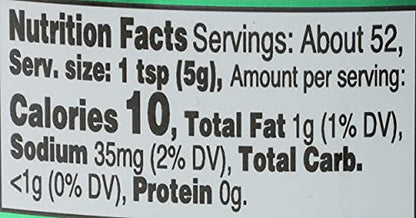 Nutrition Facts Servings: About 52,
Serv. size: 1 tsp (5g), Amount per serving:
Calories 10, Total Fat 1g (1% DV),
Sodium 35mg (2% DV), Total Carb.
<1g (0% DV), Protein 0g.